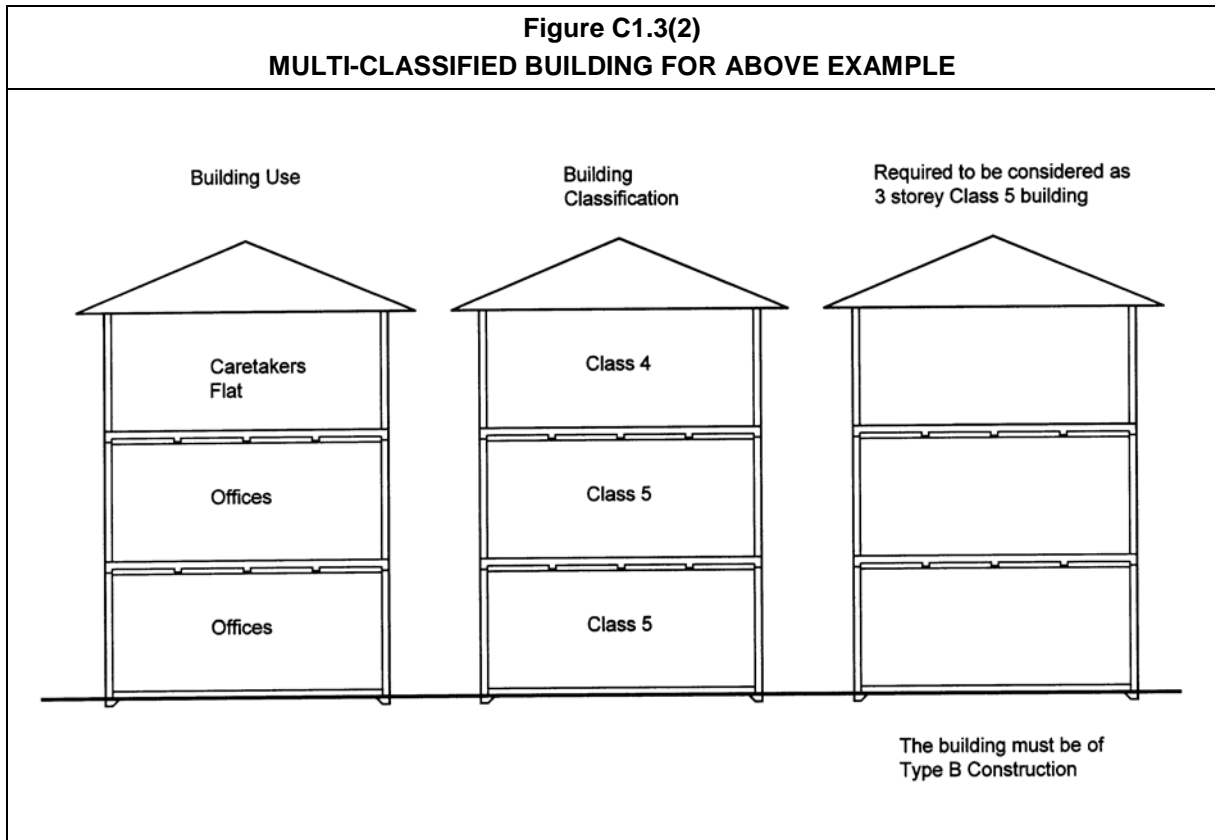 Figure C1.3(2)
MULTI-CLASSIFIED BUILDING FOR ABOVE EXAMPLE
Building Use
Building
Classification
Required to be considered as
3 storey Class 5 building
Caretakers
Flat
Class 4
Offices
Class 5
Offices
Class 5
The building must be of
Type B Construction